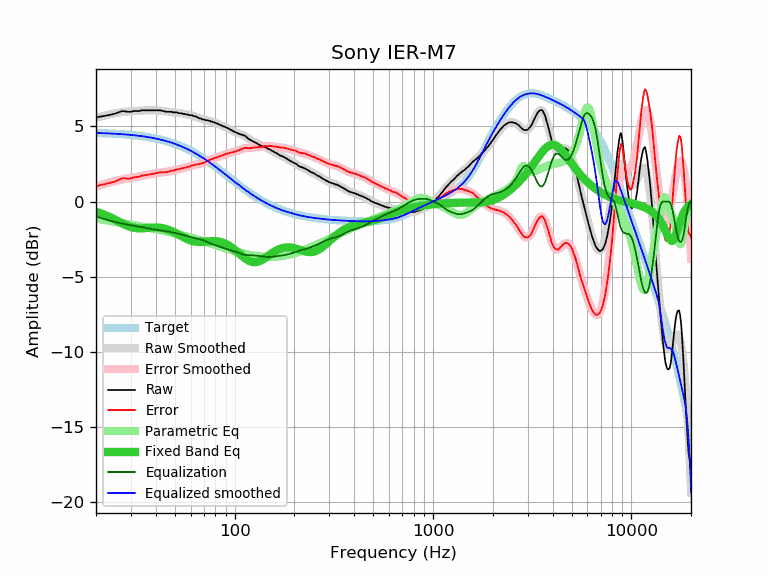 Sony IER-M7
Amplitude (dBr)
5
0
−5
−10
−15
−20
Target
Raw Smoothed
Error Smoothed
Raw
Error
Parametric Eq
Fixed Band Eq
Equalization
Equalized smoothed
100
1000
10000
Frequency (Hz)